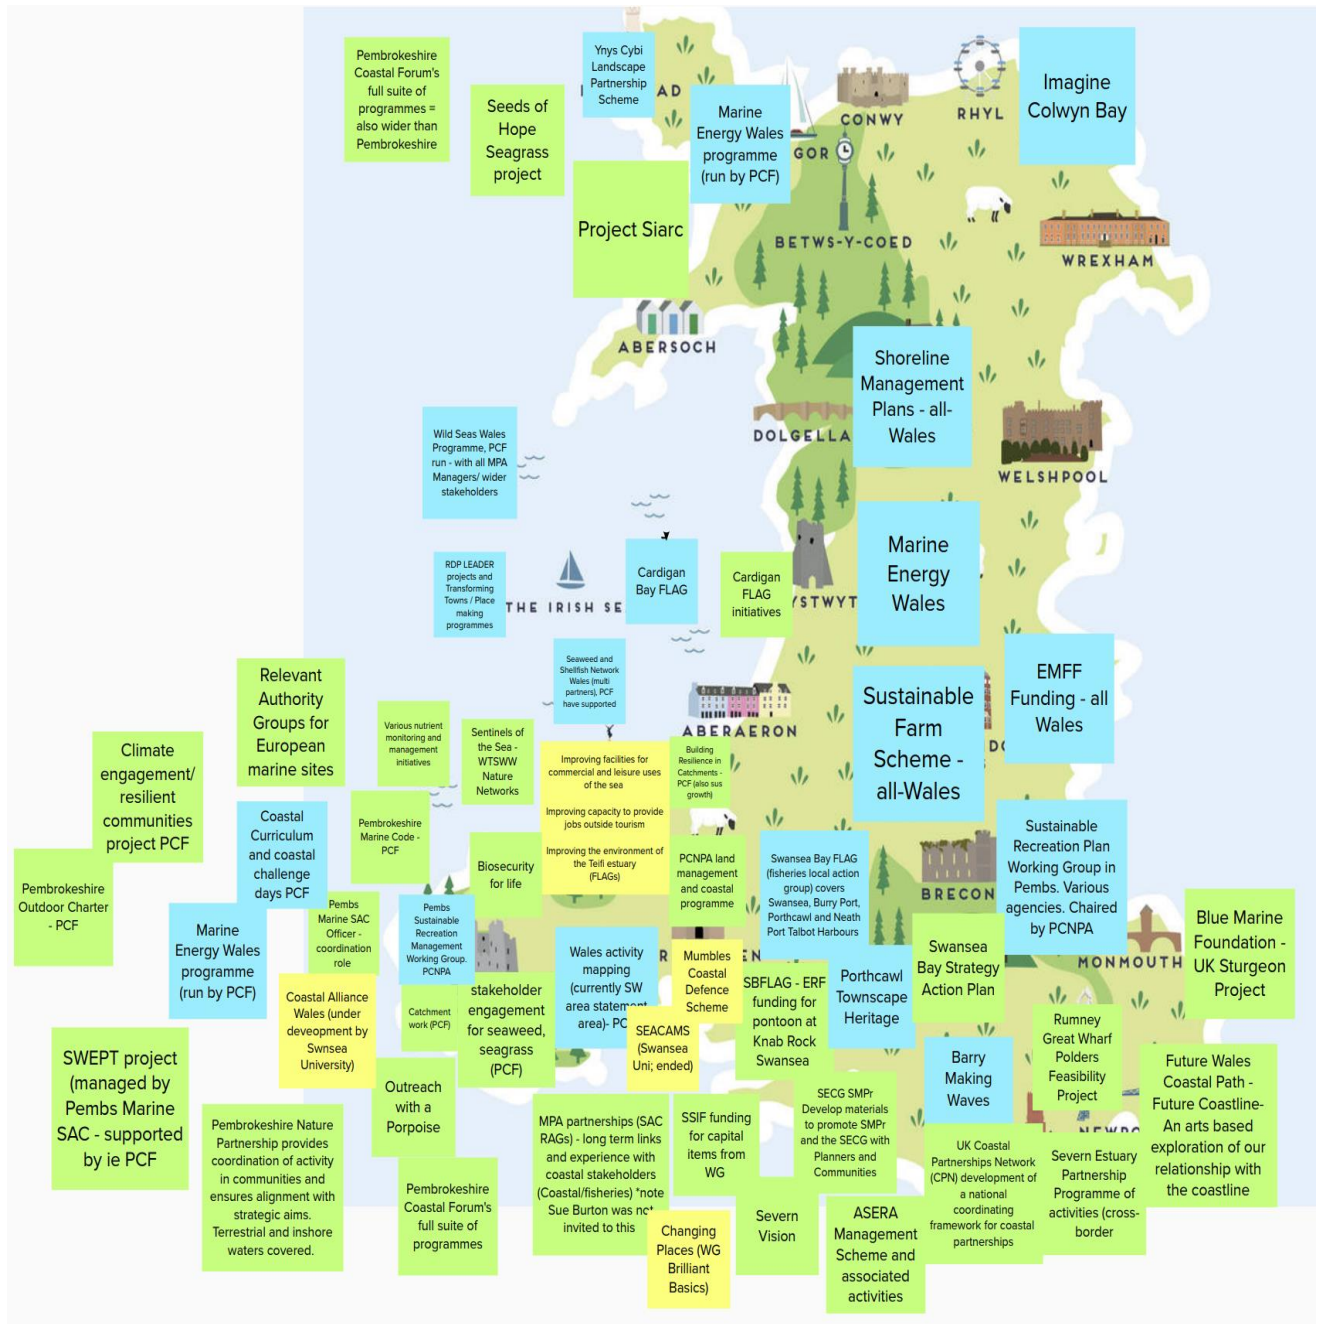 Pembrokeshire
Coastal Forum's
full suite of
programmes =
also wider than
Pembrokeshire
Seeds of
Hope
Seagrass
project
Ynys Cybi
Landscape
Partnership
Scheme
AD
Marine
Energy Wales
programme
(run by PCF)
GOR
CONWY
RHYL
Imagine
Colwyn Bay
Project Siarc
BETWS-Y-COED
WREXHAM
ABERSOCH
Shoreline
Management
Plans - all-
Wales
DOLGELLA
WELSHPOOL
Wild Seas Wales
Programme, PCF
run - with all MPA
Managers/ wider
stakeholders
RDP LEADER
projects and
Transforming
Towns / Place
making
programmes
THE IRISH SE
Cardigan
Bay FLAG
Cardigan
FLAG
initiatives
YSTWYT
Marine
Energy
Wales
Seaweed and
Shellfish Network
Wales (multi
partners), PCF
have supported
ABERAERON
Sustainable
Farm
Scheme -
all-Wales
EMFF
Funding - all
Wales
Relevant
Authority
Groups for
European
marine sites
Various nutrient
monitoring and
management
initiatives
Sentinels of
the Sea -
WTSWW
Nature
Networks
Climate
engagement/
resilient
communities
project PCF
Improving facilities for
commercial and leisure uses
of the sea
Improving capacity to provide
jobs outside tourism
Improving the environment of
the Teifi estuary
(FLAGs)
Building
Resilience in
Catchments -
PCF (also sus
growth)
Coastal
Curriculum
and coastal
challenge
days PCF
Pembrokeshire
Marine Code -
PCF
Biosecurity
for life
PCNPA land
management
and coastal
programme
Swansea Bay FLAG
(fisheries local action
group) covers
Swansea, Burry Port,
Porthcawl and Neath
Port Talbot Harbours
BRECON
Sustainable
Recreation Plan
Working Group in
Pembs. Various
agencies. Chaired
by PCNPA
Pembrokeshire
Outdoor Charter
- PCF
Marine
Energy Wales
programme
(run by PCF)
Pembs
Marine SAC
Officer -
coordination
role
Pembs
Sustainable
Recreation
Management
Working Group.
PCNPA
Wales activity
mapping
(currently SW
area statement
area)- PC
Mumbles
Coastal
Defence
Scheme
SBFLAG - ERF
funding for
pontoon at
Knab Rock
Swansea
Porthcawl
Townscape
Heritage
Swansea
Bay Strategy
Action Plan
MONMOUTH
Blue Marine
Foundation -
UK Sturgeon
Project
Coastal Alliance
Wales (under
deveopment by
Swnsea
University)
Catchment
work (PCF)
stakeholder
engagement
for seaweed,
seagrass
(PCF)
SEACAMS
(Swansea
Uni; ended)
Barry
Making
Waves
Rumney
Great Wharf
Polders
Feasibility
Project
SWEPT project
(managed by
Pembs Marine
SAC - supported
by ie PCF
Outreach
with a
Porpoise
Future Wales
Coastal Path -
Future Coastline-
An arts based
exploration of our
relationship with
the coastline
NEWPO
Pembrokeshire Nature
Partnership provides
coordination of activity
in communities and
ensures alignment with
strategic aims.
Terrestrial and inshore
waters covered.
Pembrokeshire
Coastal Forum's
full suite of
programmes
MPA partnerships (SAC
RAGs) - long term links
and experience with
coastal stakeholders
(Coastal/fisheries) *note
Sue Burton was not
invited to this
SSIF funding
for capital
items from
WG
SECG SMPr
Develop materials
to promote SMPr
and the SECG with
Planners and
Communities
UK Coastal
Partnerships Network
(CPN) development of
a national
coordinating
framework for coastal
partnerships
Severn Estuary
Partnership
Programme of
activities (cross-
border
Changing
Places (WG
Brilliant
Basics)
Severn
Vision
ASERA
Management
Scheme and
associated
activities